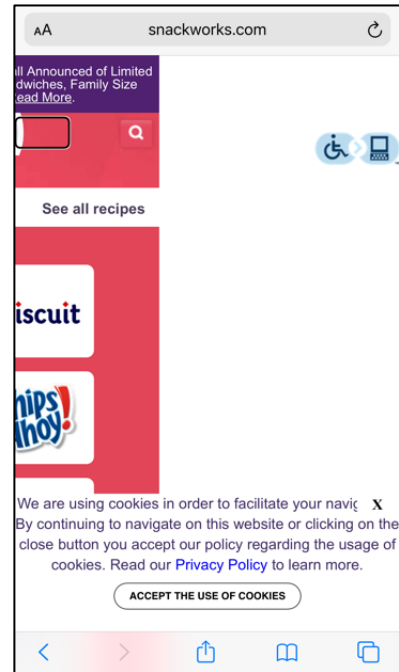 AA snackworks.com
all Announced of Limited
dwiches, Family Size
Read More.
See all recipes
iscuit
hips
Ahoy!
We are using cookies in order to facilitate your navig X
By continuing to navigate on this website or clicking on the
close button you accept our policy regarding the usage of
cookies. Read our Privacy Policy to learn more.
ACCEPT THE USE OF COOKIES